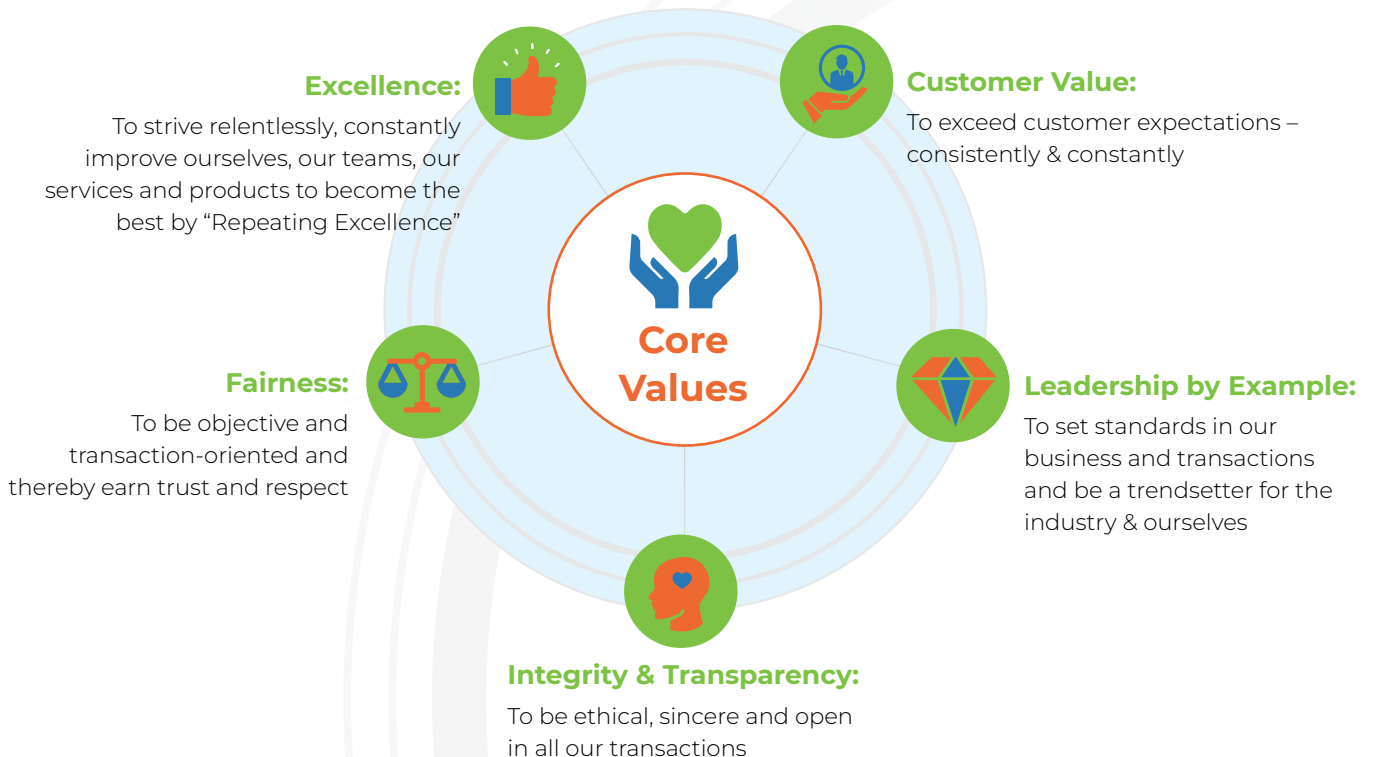 Excellence:
To strive relentlessly, constantly
improve ourselves, our teams, our
services and products to become the
best by “Repeating Excellence”
Customer Value:
To exceed customer expectations –
consistently & constantly
Core
Values
Fairness:
To be objective and
transaction-oriented and
thereby earn trust and respect
Leadership by Example:
To set standards in our
business and transactions
and be a trendsetter for the
industry & ourselves
Integrity & Transparency:
To be ethical, sincere and open
in all our transactions